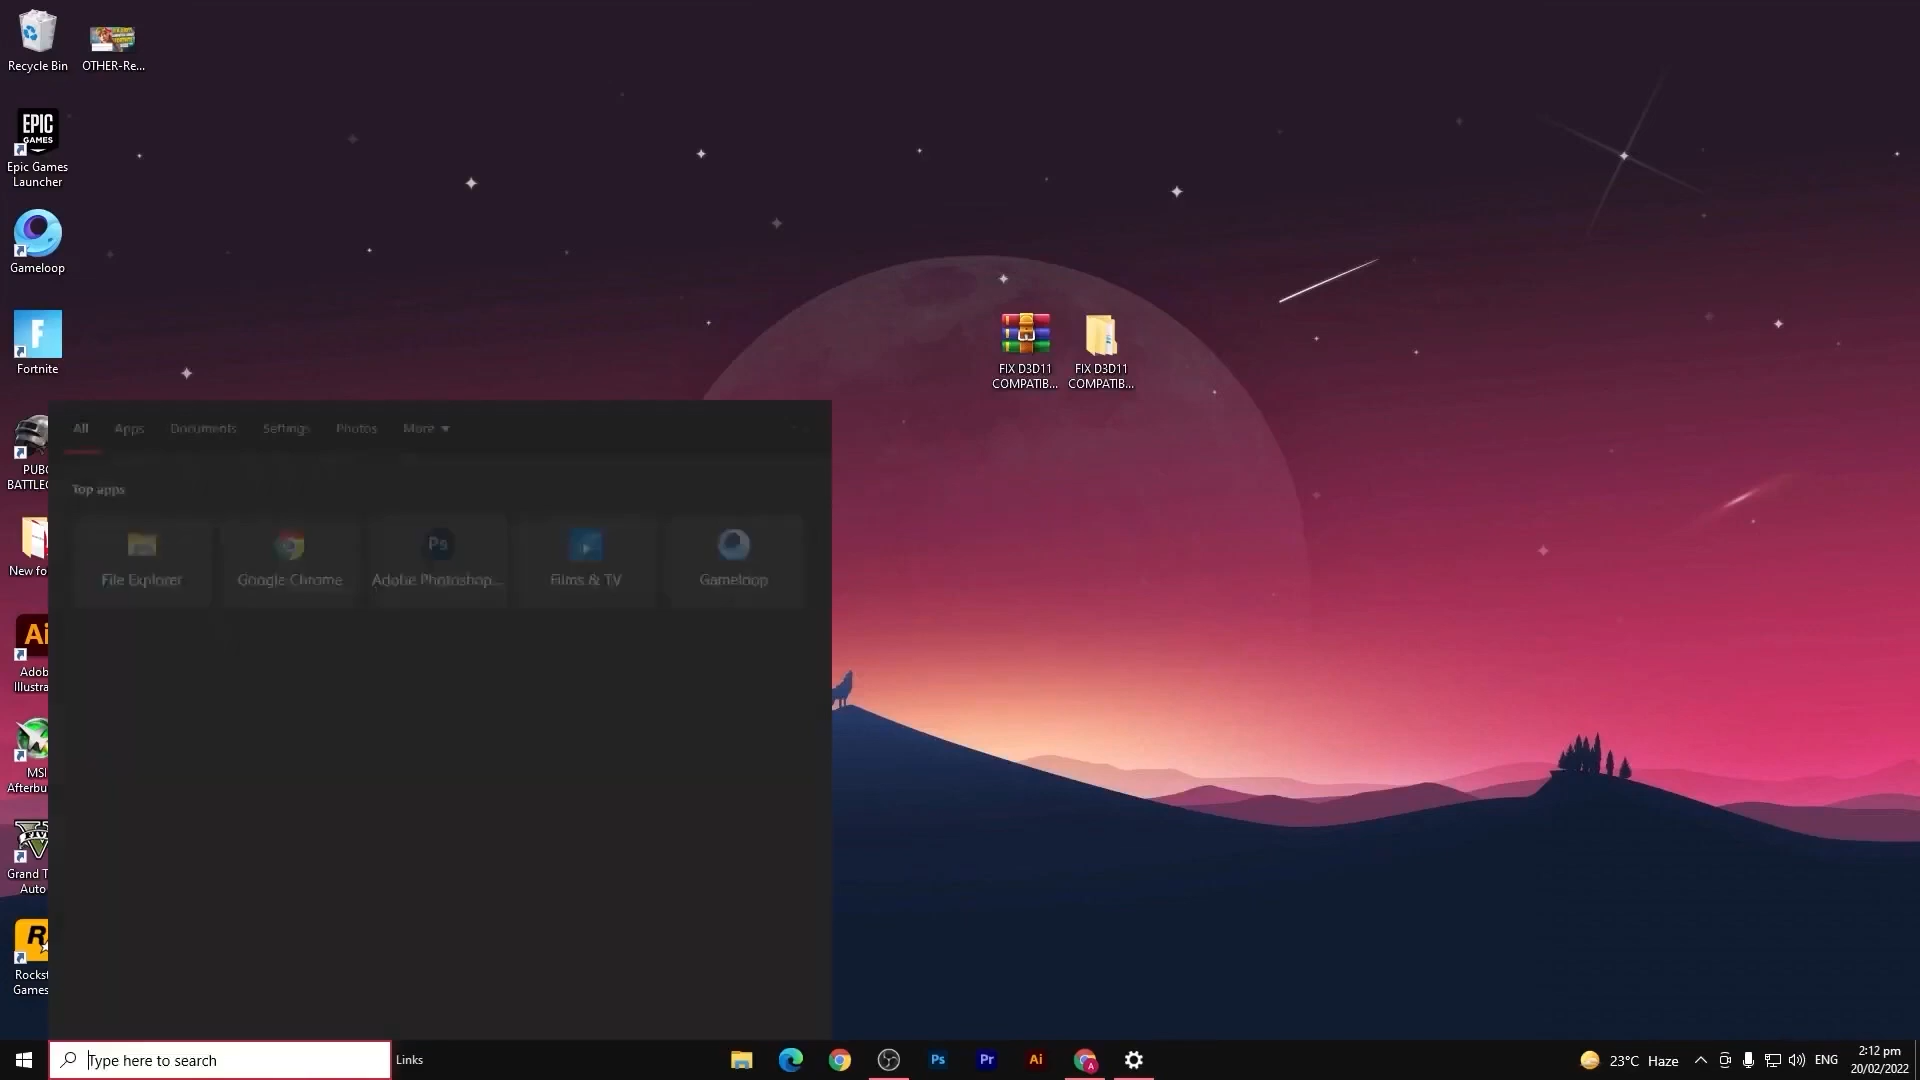 Recycle Bin
OTHER-Re...
EPIC
GAMES
Epic Games
Launcher
Gameloop
F
Fortnite
FIX D3D11
COMPATIB...
FIX D3D11
COMPATIB...
PUBG
BATTLEG
New fo
Ai
Adob
Illustra
MSI
Afterbu
V
Grand T
Auto
R
Rockst
Games
All Apps Documents Settings Photos More
Top apps
Ps
File Explorer Google Chrome Adobe Photoshop... Films & TV Gameloop
Type here to search
Links
Ps
Pr
Ai
A
23°C Haze
ENG
2:12 pm
20/02/2022